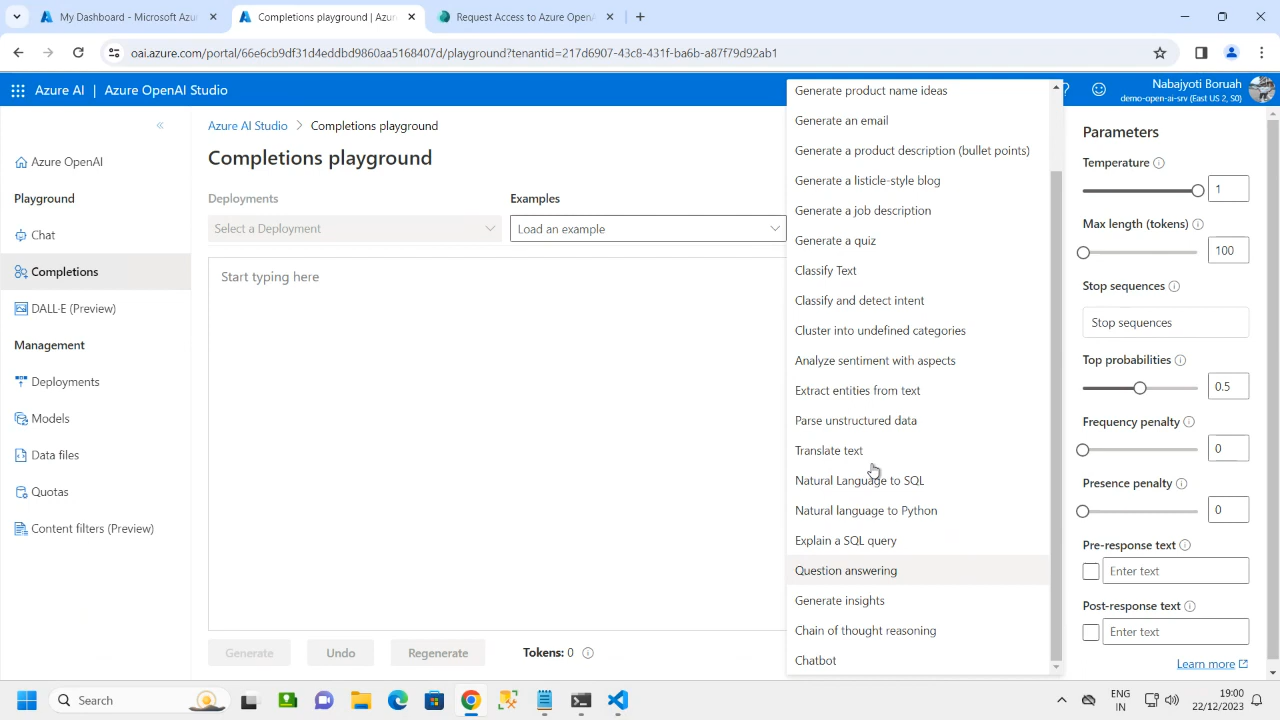 My Dashboard - Microsoft Azur
Completions playground | Azur
Request Access to Azure OpenA
oai.azure.com/portal/66e6cb9df31d4eddbd9860aa5168407d/playground?tenantid=217d6907-43c8-431f-ba6b-a87f79d92ab1
Azure AI | Azure OpenAI Studio
?
Nabajyoti Boruah
demo-open-ai-srv (East US 2, S0)
Azure OpenAI
Playground
Chat
Completions
DALL·E (Preview)
Management
Deployments
Models
Data files
Quotas
Content filters (Preview)
Azure AI Studio > Completions playground
Completions playground
Deployments
Select a Deployment
Examples
Load an example
Start typing here
Generate
Undo
Regenerate
Tokens: 0
Generate product name ideas
Generate an email
Generate a product description (bullet points)
Generate a listicle-style blog
Generate a job description
Generate a quiz
Classify Text
Classify and detect intent
Cluster into undefined categories
Analyze sentiment with aspects
Extract entities from text
Parse unstructured data
Translate text
Natural Language to SQL
Natural language to Python
Explain a SQL query
Question answering
Generate insights
Chain of thought reasoning
Chatbot
Parameters
Temperature
1
Max length (tokens)
100
Stop sequences
Stop sequences
Top probabilities
0.5
Frequency penalty
0
Presence penalty
0
Pre-response text
Enter text
Post-response text
Enter text
Learn more
Search
ENG
IN
19:00
22/12/2023